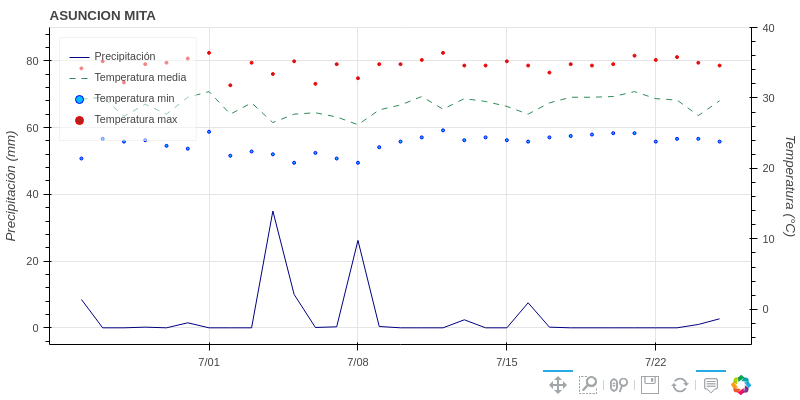 ASUNCION MITA
Precipitación
Temperatura media
Temperatura min
Temperatura max
Precipitación (mm)
80
60
40
20
0
Temperatura (°C)
40
30
20
10
0
7/01
7/08
7/15
7/22